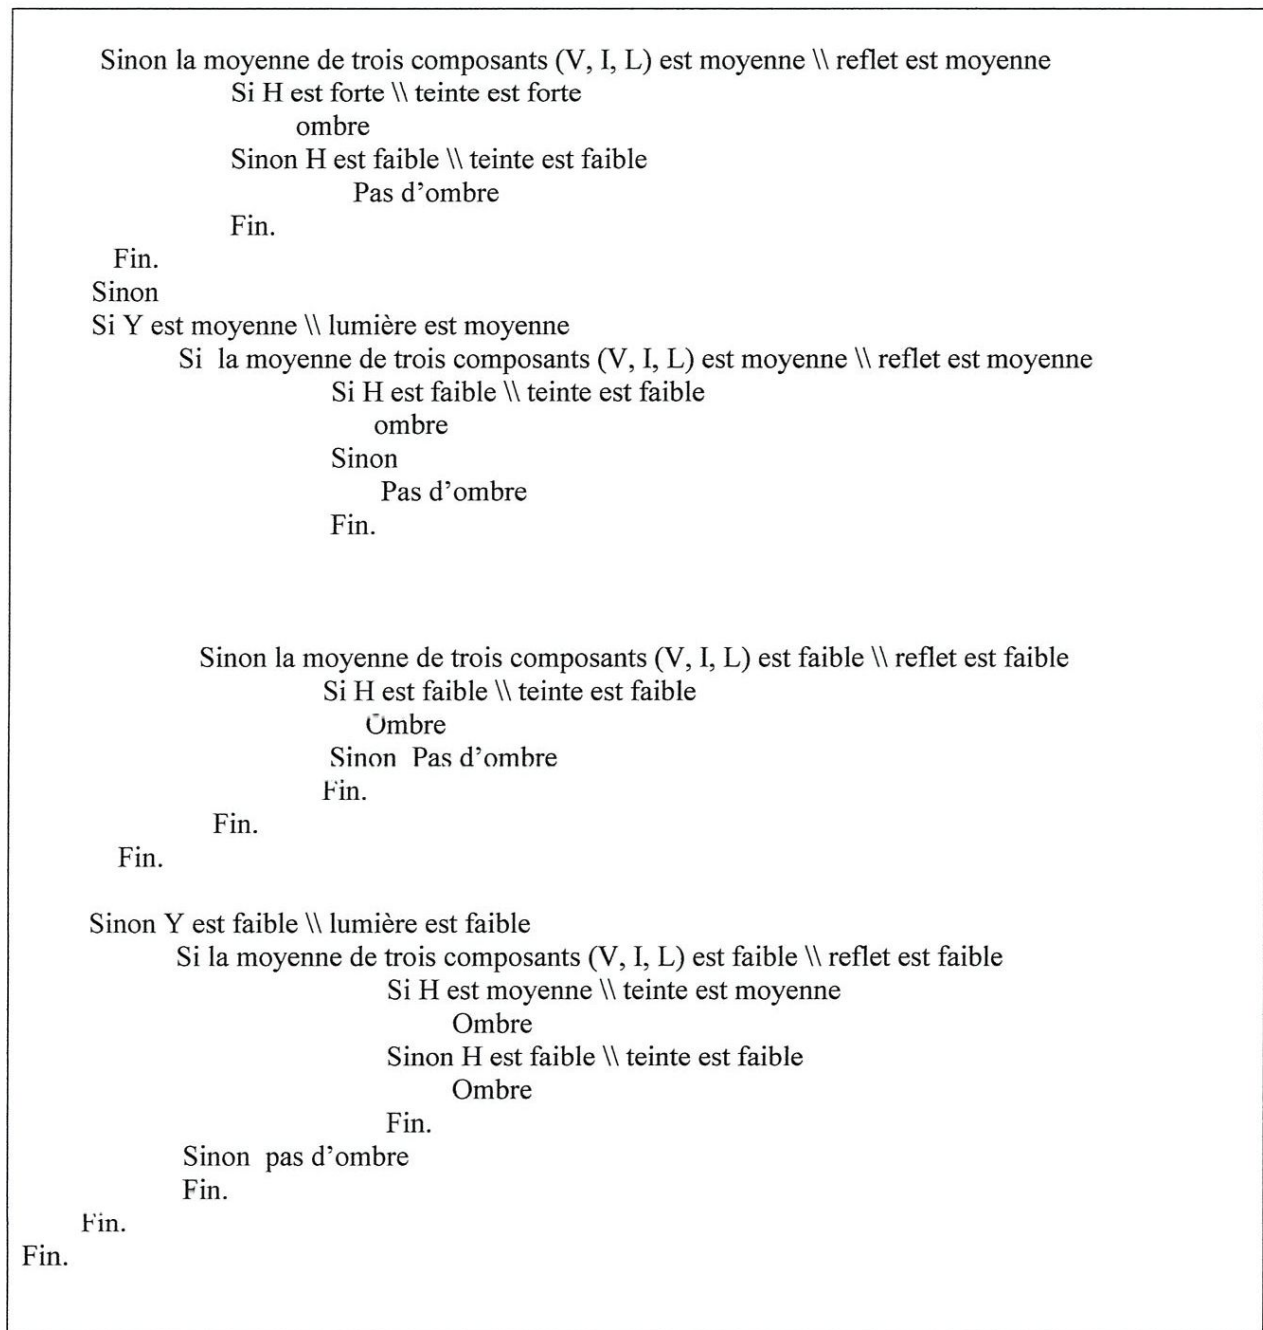 Sinon la moyenne de trois composants (V, I, L) est moyenne \\ reflet est moyenne
Si H est forte \\ teinte est forte
ombre
Sinon H est faible \\ teinte est faible
Pas d’ombre
Fin.
Fin.
Sinon
Si Y est moyenne \\ lumière est moyenne
Si la moyenne de trois composants (V, I, L) est moyenne \\ reflet est moyenne
Si H est faible \\ teinte est faible
ombre
Sinon
Pas d’ombre
Fin.
Sinon la moyenne de trois composants (V, I, L) est faible \\ reflet est faible
Si H est faible \\ teinte est faible
Ombre
Sinon Pas d’ombre
Fin.
Fin.
Fin.
Sinon Y est faible \\ lumière est faible
Si la moyenne de trois composants (V, I, L) est faible \\ reflet est faible
Si H est moyenne \\ teinte est moyenne
Ombre
Sinon H est faible \\ teinte est faible
Ombre
Fin.
Sinon pas d’ombre
Fin.
Fin.
Fin.